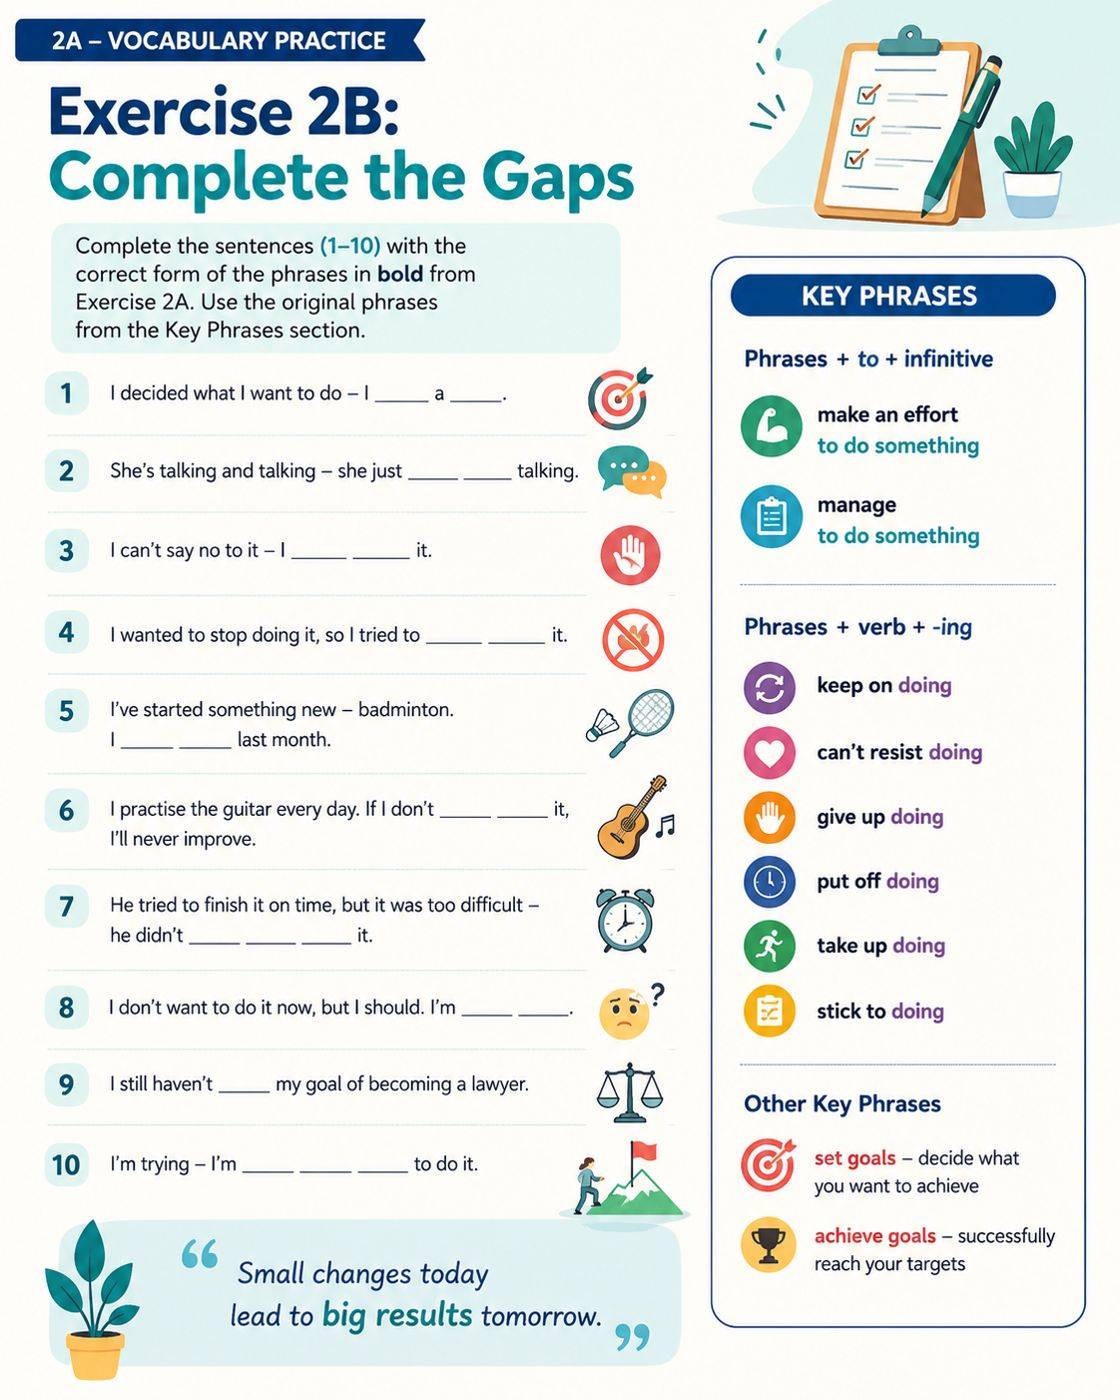 2A – VOCABULARY PRACTICE
Exercise 2B:
Complete the Gaps
Complete the sentences (1–10) with the
correct form of the phrases in bold from
Exercise 2A. Use the original phrases
from the Key Phrases section.
1 I decided what I want to do – I _____ a _____.
2 She's talking and talking – she just _____ _____ talking.
3 I can't say no to it – I _____ _____ it.
4 I wanted to stop doing it, so I tried to _____ _____ it.
5 I've started something new – badminton.
I _____ _____ last month.
6 I practise the guitar every day. If I don't _____ _____ it,
I'll never improve.
7 He tried to finish it on time, but it was too difficult –
he didn't _____ _____ _____ it.
8 I don't want to do it now, but I should. I'm _____ _____.
9 I still haven't _____ my goal of becoming a lawyer.
10 I'm trying – I'm _____ _____ _____ to do it.
“ Small changes today
lead to big results tomorrow. ”
KEY PHRASES
Phrases + to + infinitive
make an effort
to do something
manage
to do something
Phrases + verb + -ing
keep on doing
can't resist doing
give up doing
put off doing
take up doing
stick to doing
Other Key Phrases
set goals – decide what
you want to achieve
achieve goals – successfully
reach your targets